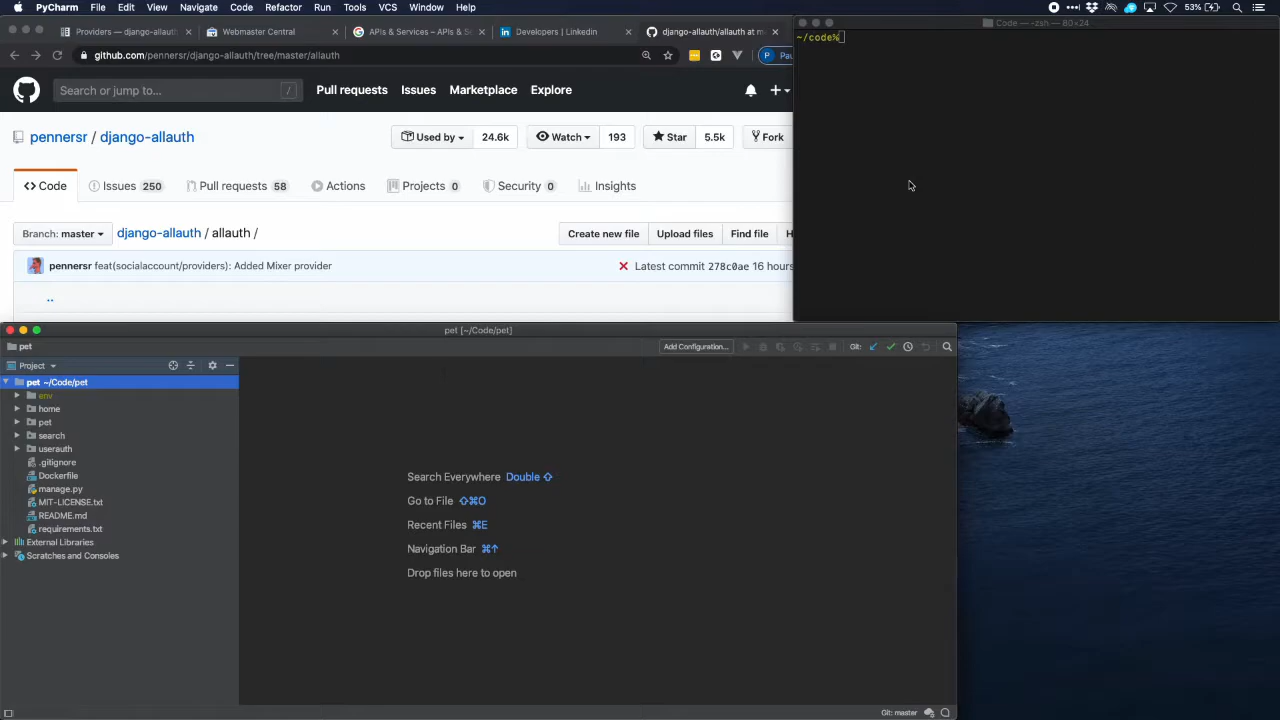 PyCharm File Edit View Navigate Code Refactor Run Tools VCS Window Help 53%
Providers — django-allauth
Webmaster Central
APIs & Services – APIs & S
Developers | LinkedIn
django-allauth/allauth at m
Code — -zsh — 80×24
~/code%
github.com/pennersr/django-allauth/tree/master/allauth
P Pau
Search or jump to... /
Pull requests Issues Marketplace Explore
pennersr / django-allauth
Used by 24.6k Watch 193 Star 5.5k Fork
Code Issues 250 Pull requests 58 Actions Projects 0 Security 0 Insights
Branch: master django-allauth / allauth /
Create new file Upload files Find file H
pennersr feat(socialaccount/providers): Added Mixer provider
Latest commit 278c0ae 16 hours
..
pet [~/Code/pet]
pet
Add Configuration...
Git:
Project
pet ~/Code/pet
env
home
pet
search
userauth
.gitignore
Dockerfile
manage.py
MIT-LICENSE.txt
README.md
requirements.txt
External Libraries
Scratches and Consoles
Search Everywhere Double ⇧
Go to File ⇧⌘O
Recent Files ⌘E
Navigation Bar ⌘↑
Drop files here to open
Git: master